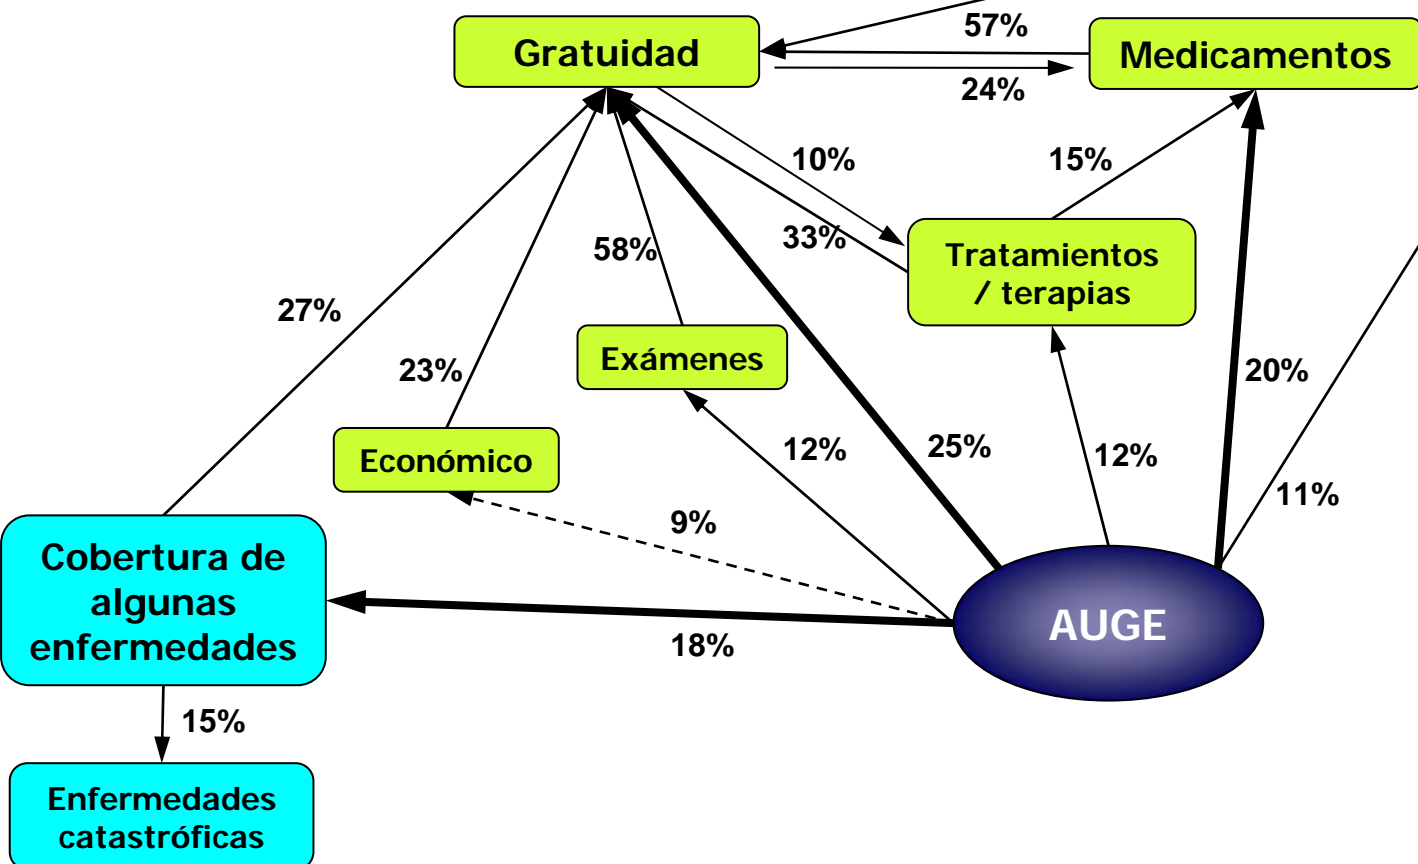 57%
Gratuidad
Medicamentos
24%
10%
15%
33%
58%
Tratamientos
/ terapias
27%
Exámenes
23%
20%
12%
25%
12%
Económico
11%
9%
Cobertura de
algunas
enfermedades
AUGE
18%
15%
Enfermedades
catastróficas